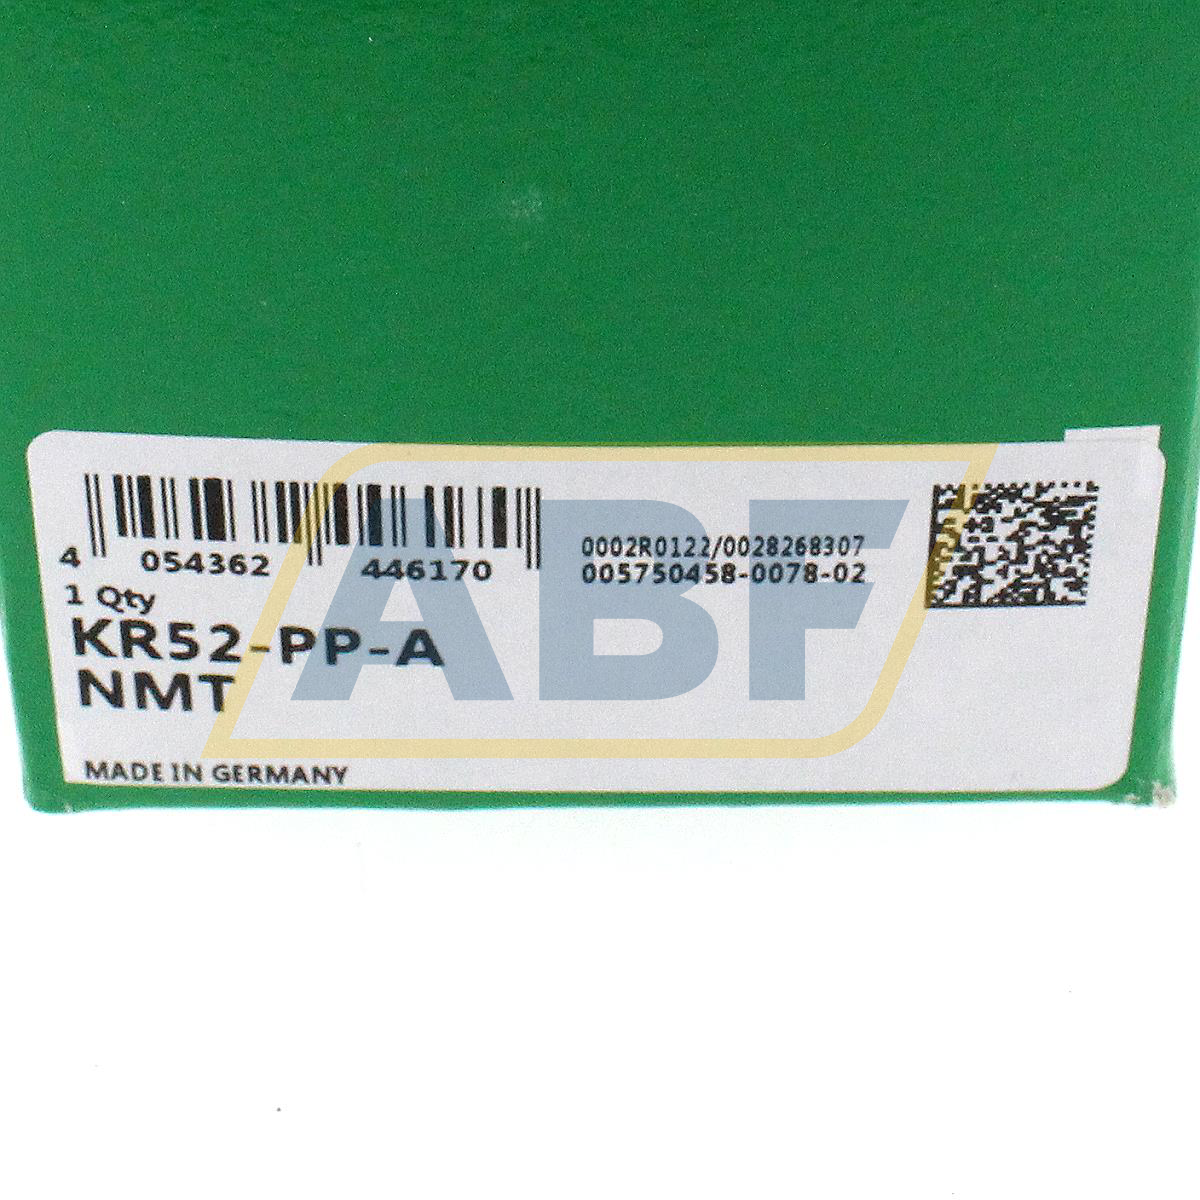 4 054362 446170
0002R0122/0028268307
005750458-0078-02
1 Qty
KR52-PP-A
NMT
MADE IN GERMANY
ABF